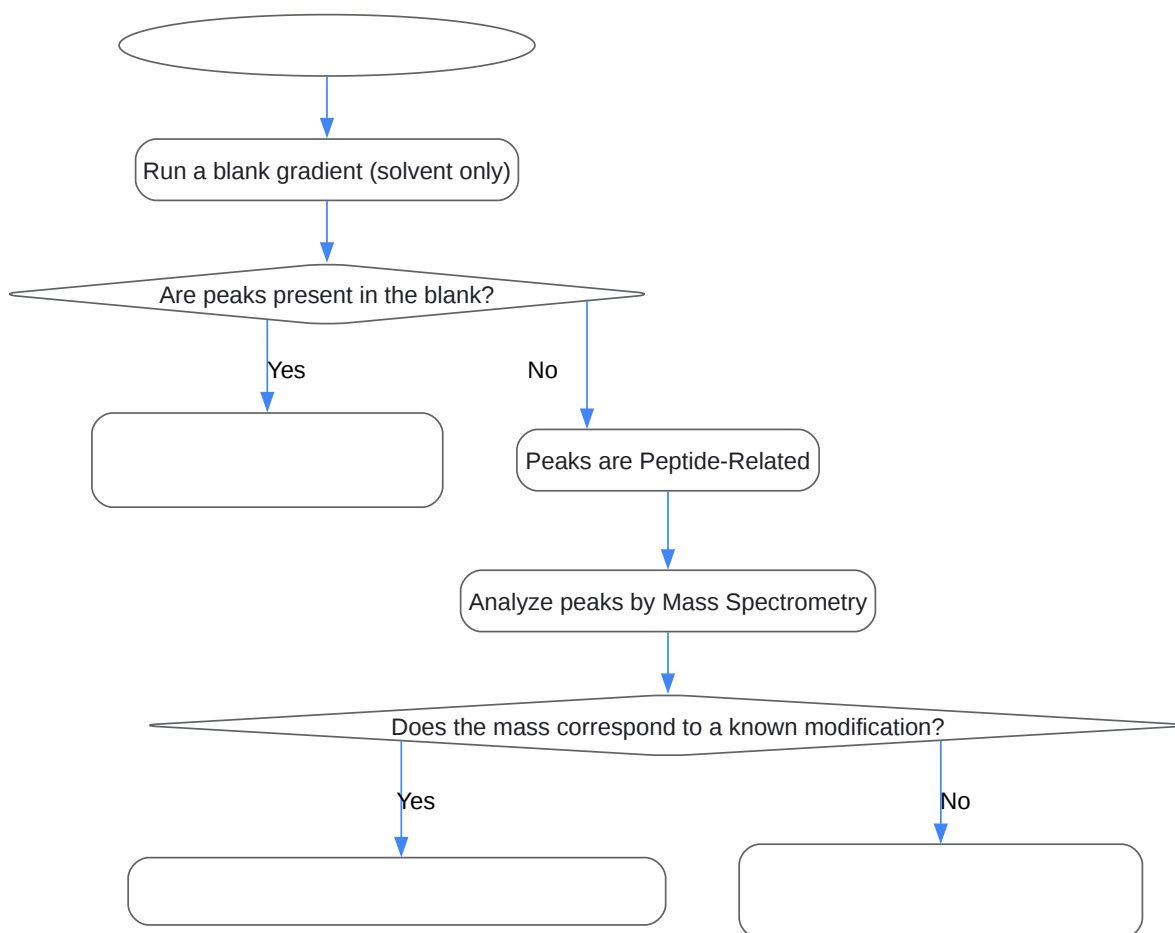 Run a blank gradient (solvent only)
Are peaks present in the blank?
Yes
No
Peaks are Peptide-Related
Analyze peaks by Mass Spectrometry
Does the mass correspond to a known modification?
Yes
No